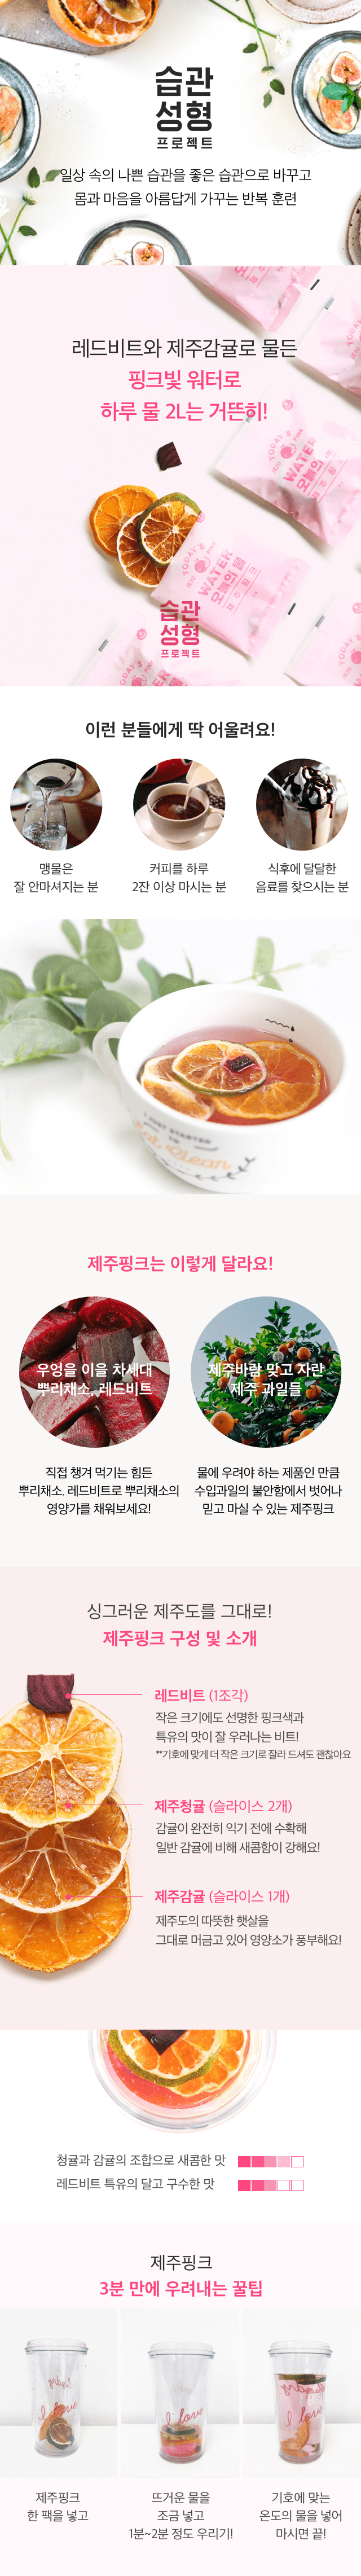 습관
성형
프로젝트
일상 속의 나쁜 습관을 좋은 습관으로 바꾸고
몸과 마음을 아름답게 가꾸는 반복 훈련
레드비트와 제주감귤로 물든
핑크빛 워터로
하루 물 2L는 거뜬히!
TODAY'S
WATER
오늘의 물
제주핑크
습관
성형
프로젝트
이런 분들에게 딱 어울려요!
맹물은
잘 안마셔지는 분
커피를 하루
2잔 이상 마시는 분
식후에 달달한
음료를 찾으시는 분
I JUST STARTED
TO
Eat Clean
제주핑크는 이렇게 달라요!
우엉을 이을 차세대
뿌리채소, 레드비트
제주바람 맞고 자란
제주 과일들
직접 챙겨 먹기는 힘든
뿌리채소. 레드비트로 뿌리채소의
영양가를 채워보세요!
물에 우려야 하는 제품인 만큼
수입과일의 불안함에서 벗어나
믿고 마실 수 있는 제주핑크
싱그러운 제주도를 그대로!
제주핑크 구성 및 소개
레드비트 (1조각)
작은 크기에도 선명한 핑크색과
특유의 맛이 잘 우러나는 비트!
**기호에 맞게 더 작은 크기로 잘라 드셔도 괜찮아요
제주청귤 (슬라이스 2개)
감귤이 완전히 익기 전에 수확해
일반 감귤에 비해 새콤함이 강해요!
제주감귤 (슬라이스 1개)
제주도의 따뜻한 햇살을
그대로 머금고 있어 영양소가 풍부해요!
청귤과 감귤의 조합으로 새콤한 맛
레드비트 특유의 달고 구수한 맛
제주핑크
3분 만에 우려내는 꿀팁
I love
I love
I love
제주핑크
한 팩을 넣고
뜨거운 물을
조금 넣고
1분~2분 정도 우리기!
기호에 맞는
온도의 물을 넣어
마시면 끝!